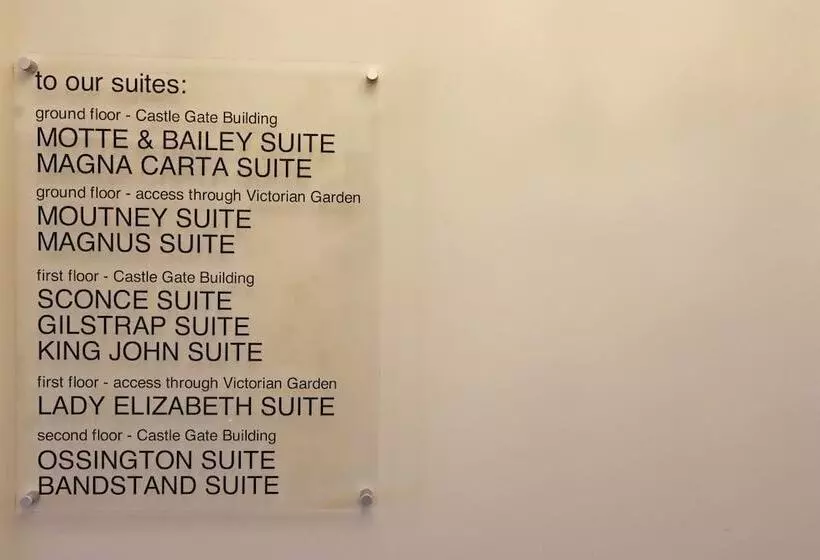 to our suites:
ground floor - Castle Gate Building
MOTTE & BAILEY SUITE
MAGNA CARTA SUITE
ground floor - access through Victorian Garden
MOUTNEY SUITE
MAGNUS SUITE
first floor - Castle Gate Building
SCONCE SUITE
GILSTRAP SUITE
KING JOHN SUITE
first floor - access through Victorian Garden
LADY ELIZABETH SUITE
second floor - Castle Gate Building
OSSINGTON SUITE
BANDSTAND SUITE